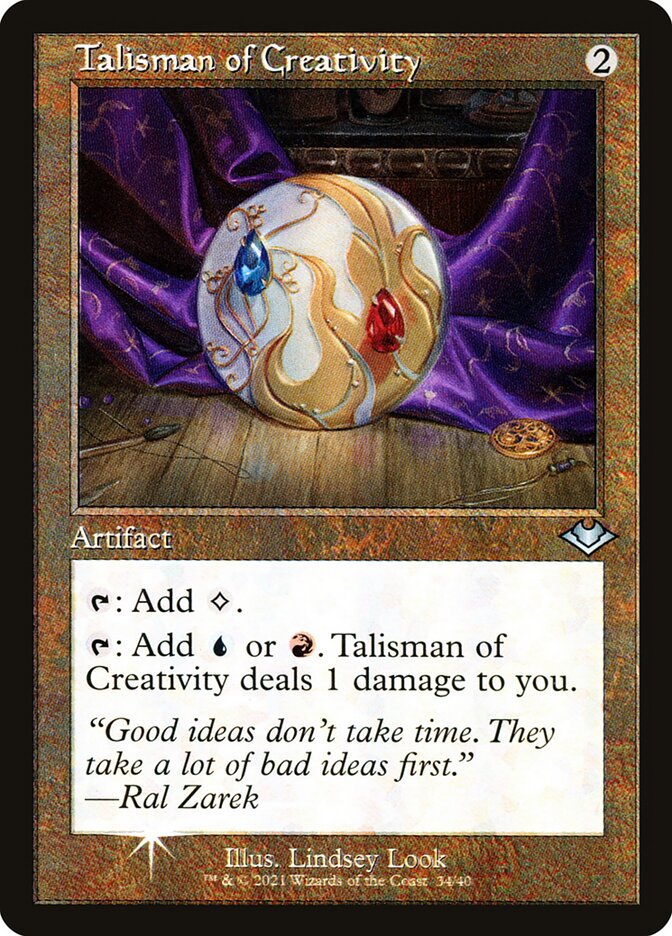 Talisman of Creativity 2
Artifact
: Add .
: Add or . Talisman of
Creativity deals 1 damage to you.
“Good ideas don’t take time. They
take a lot of bad ideas first.”
—Ral Zarek
Illus. Lindsey Look
™ & © 2021 Wizards of the Coast 34/40